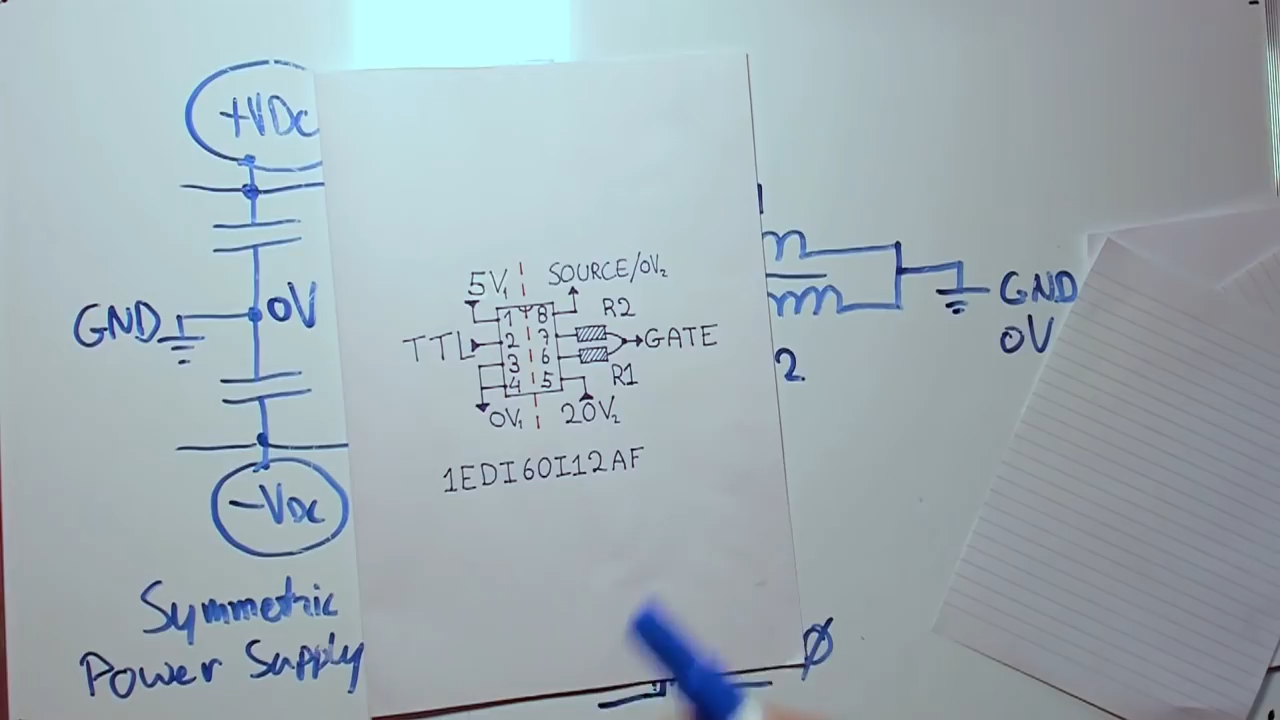 +VDC
GND
0V
-VDC
Symmetric
Power Supply
5V₁
SOURCE/0V₂
R2
TTL
1 8
2 7
3 6
4 5
GATE
R1
0V₁
20V₂
1EDI60I12AF
2
GND
0V
Ø